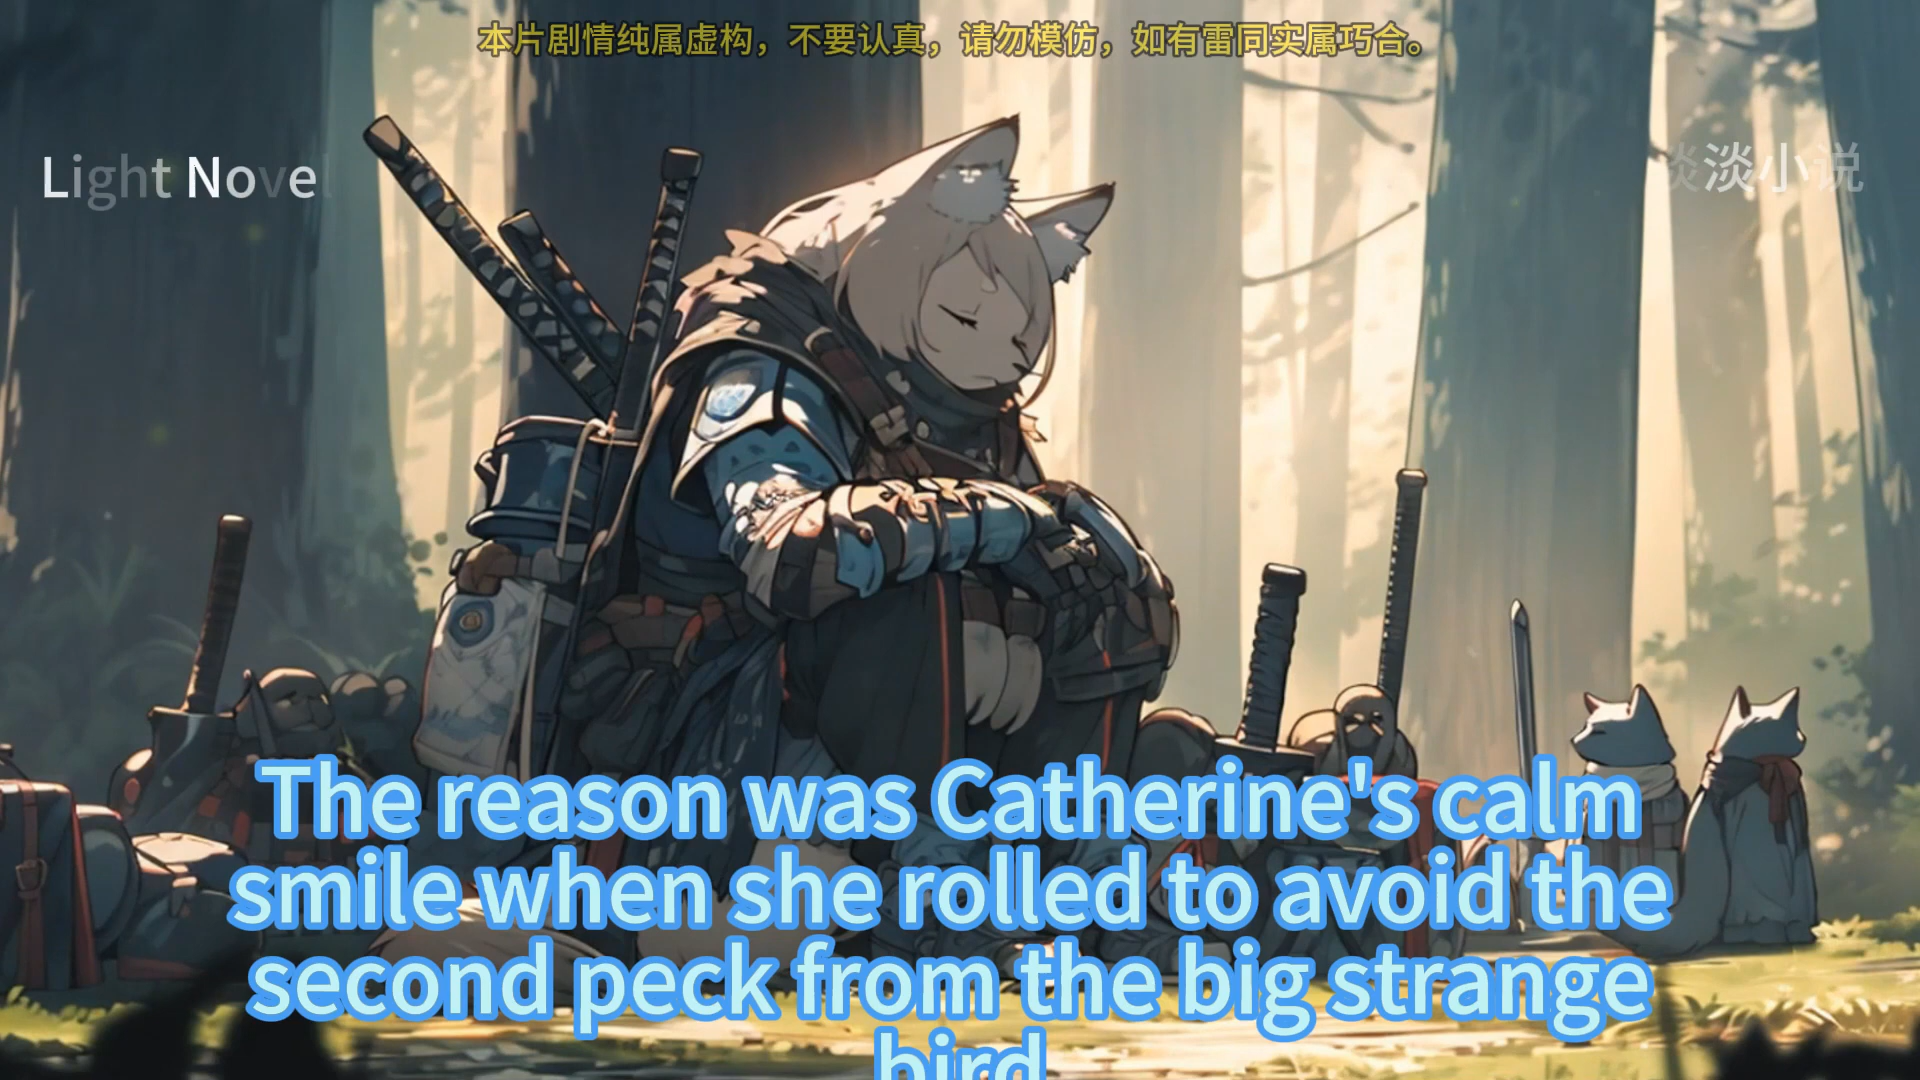 本片剧情纯属虚构，不要认真，请勿模仿，如有雷同实属巧合。
Light Novel
淡淡小说
The reason was Catherine's calm
smile when she rolled to avoid the
second peck from the big strange
bird